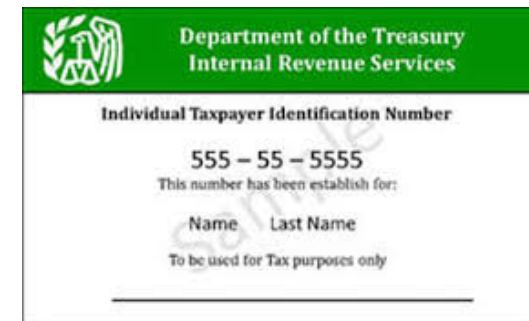 Department of the Treasury
Internal Revenue Services
Individual Taxpayer Identification Number
555 – 55 – 5555
This number has been establish for:
Name Last Name
To be used for Tax purposes only
Sample